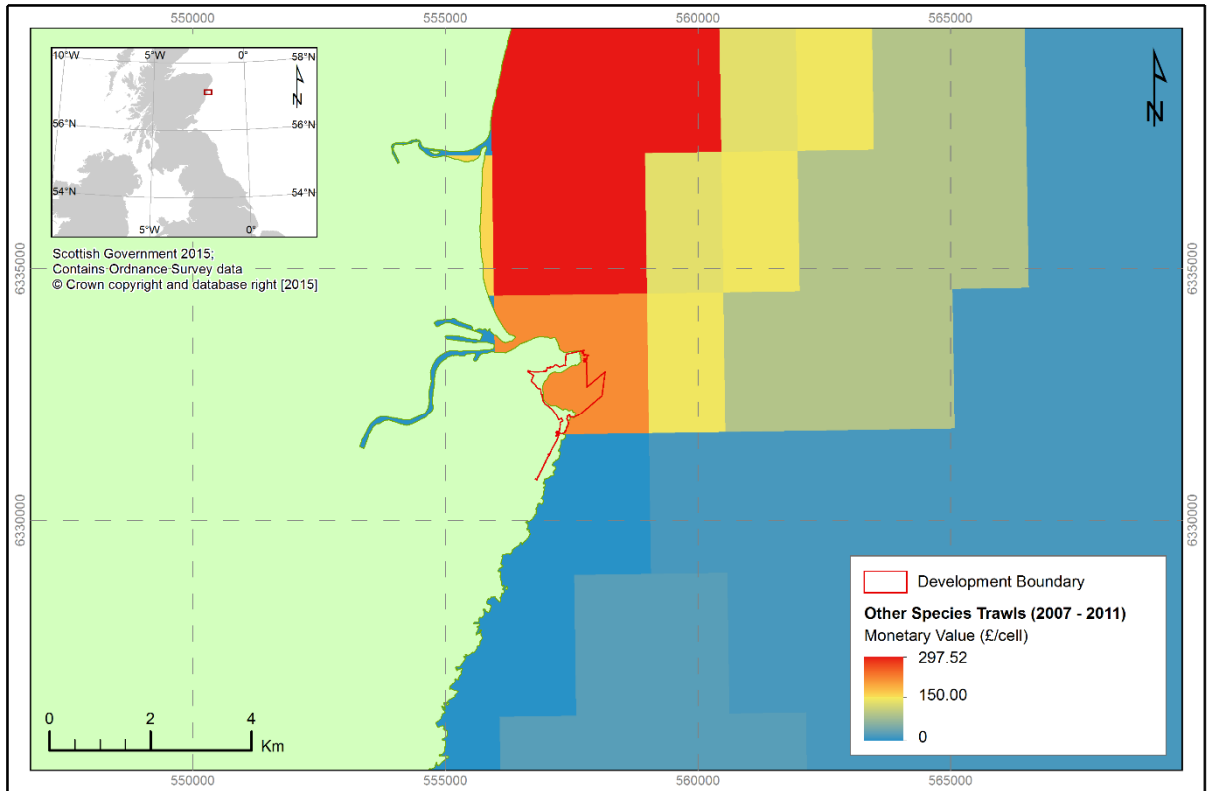 550000 555000 560000 565000
10°W 5°W 0° 58°N
N
56°N 56°N
54°N 54°N
5°W 0°
N
Scottish Government 2015;
Contains Ordnance Survey data
© Crown copyright and database right [2015]
6335000 6335000
6330000 6330000
Development Boundary
Other Species Trawls (2007 - 2011)
Monetary Value (£/cell)
297.52
150.00
0
0 2 4
Km
550000 555000 560000 565000